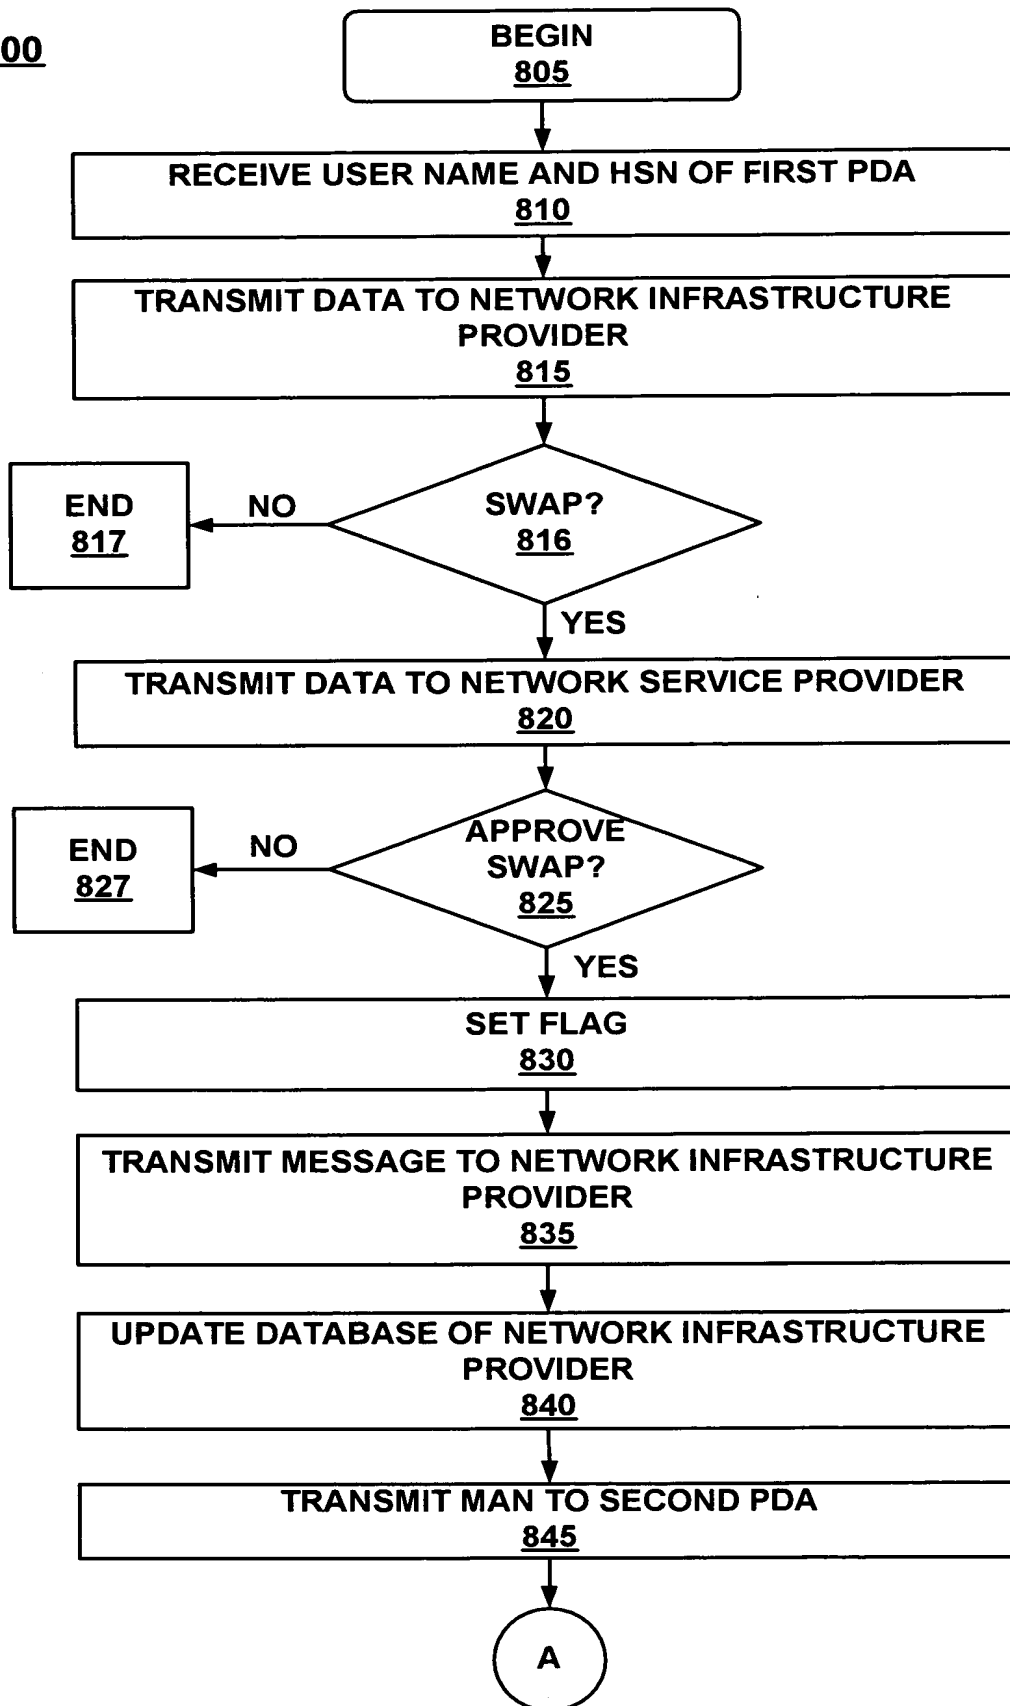 00
BEGIN
805
RECEIVE USER NAME AND HSN OF FIRST PDA
810
TRANSMIT DATA TO NETWORK INFRASTRUCTURE
PROVIDER
815
SWAP?
816
NO
END
817
YES
TRANSMIT DATA TO NETWORK SERVICE PROVIDER
820
APPROVE
SWAP?
825
NO
END
827
YES
SET FLAG
830
TRANSMIT MESSAGE TO NETWORK INFRASTRUCTURE
PROVIDER
835
UPDATE DATABASE OF NETWORK INFRASTRUCTURE
PROVIDER
840
TRANSMIT MAN TO SECOND PDA
845
A